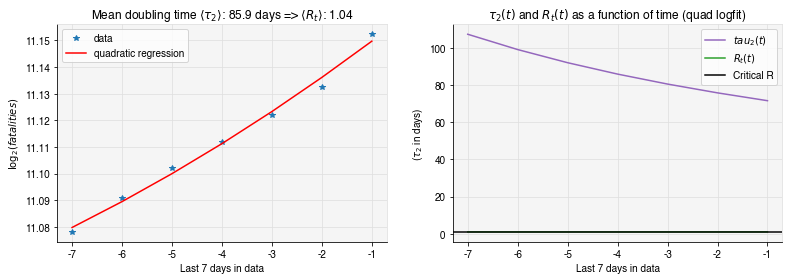 Mean doubling time ⟨τ₂⟩: 85.9 days => ⟨Rₜ⟩: 1.04
data
quadratic regression
log₂(fatalities)
11.15
11.14
11.13
11.12
11.11
11.10
11.09
11.08
-7 -6 -5 -4 -3 -2 -1
Last 7 days in data
τ₂(t) and Rₜ(t) as a function of time (quad logfit)
tau₂(t)
Rₜ(t)
Critical R
(τ₂ in days)
100
80
60
40
20
0
-7 -6 -5 -4 -3 -2 -1
Last 7 days in data